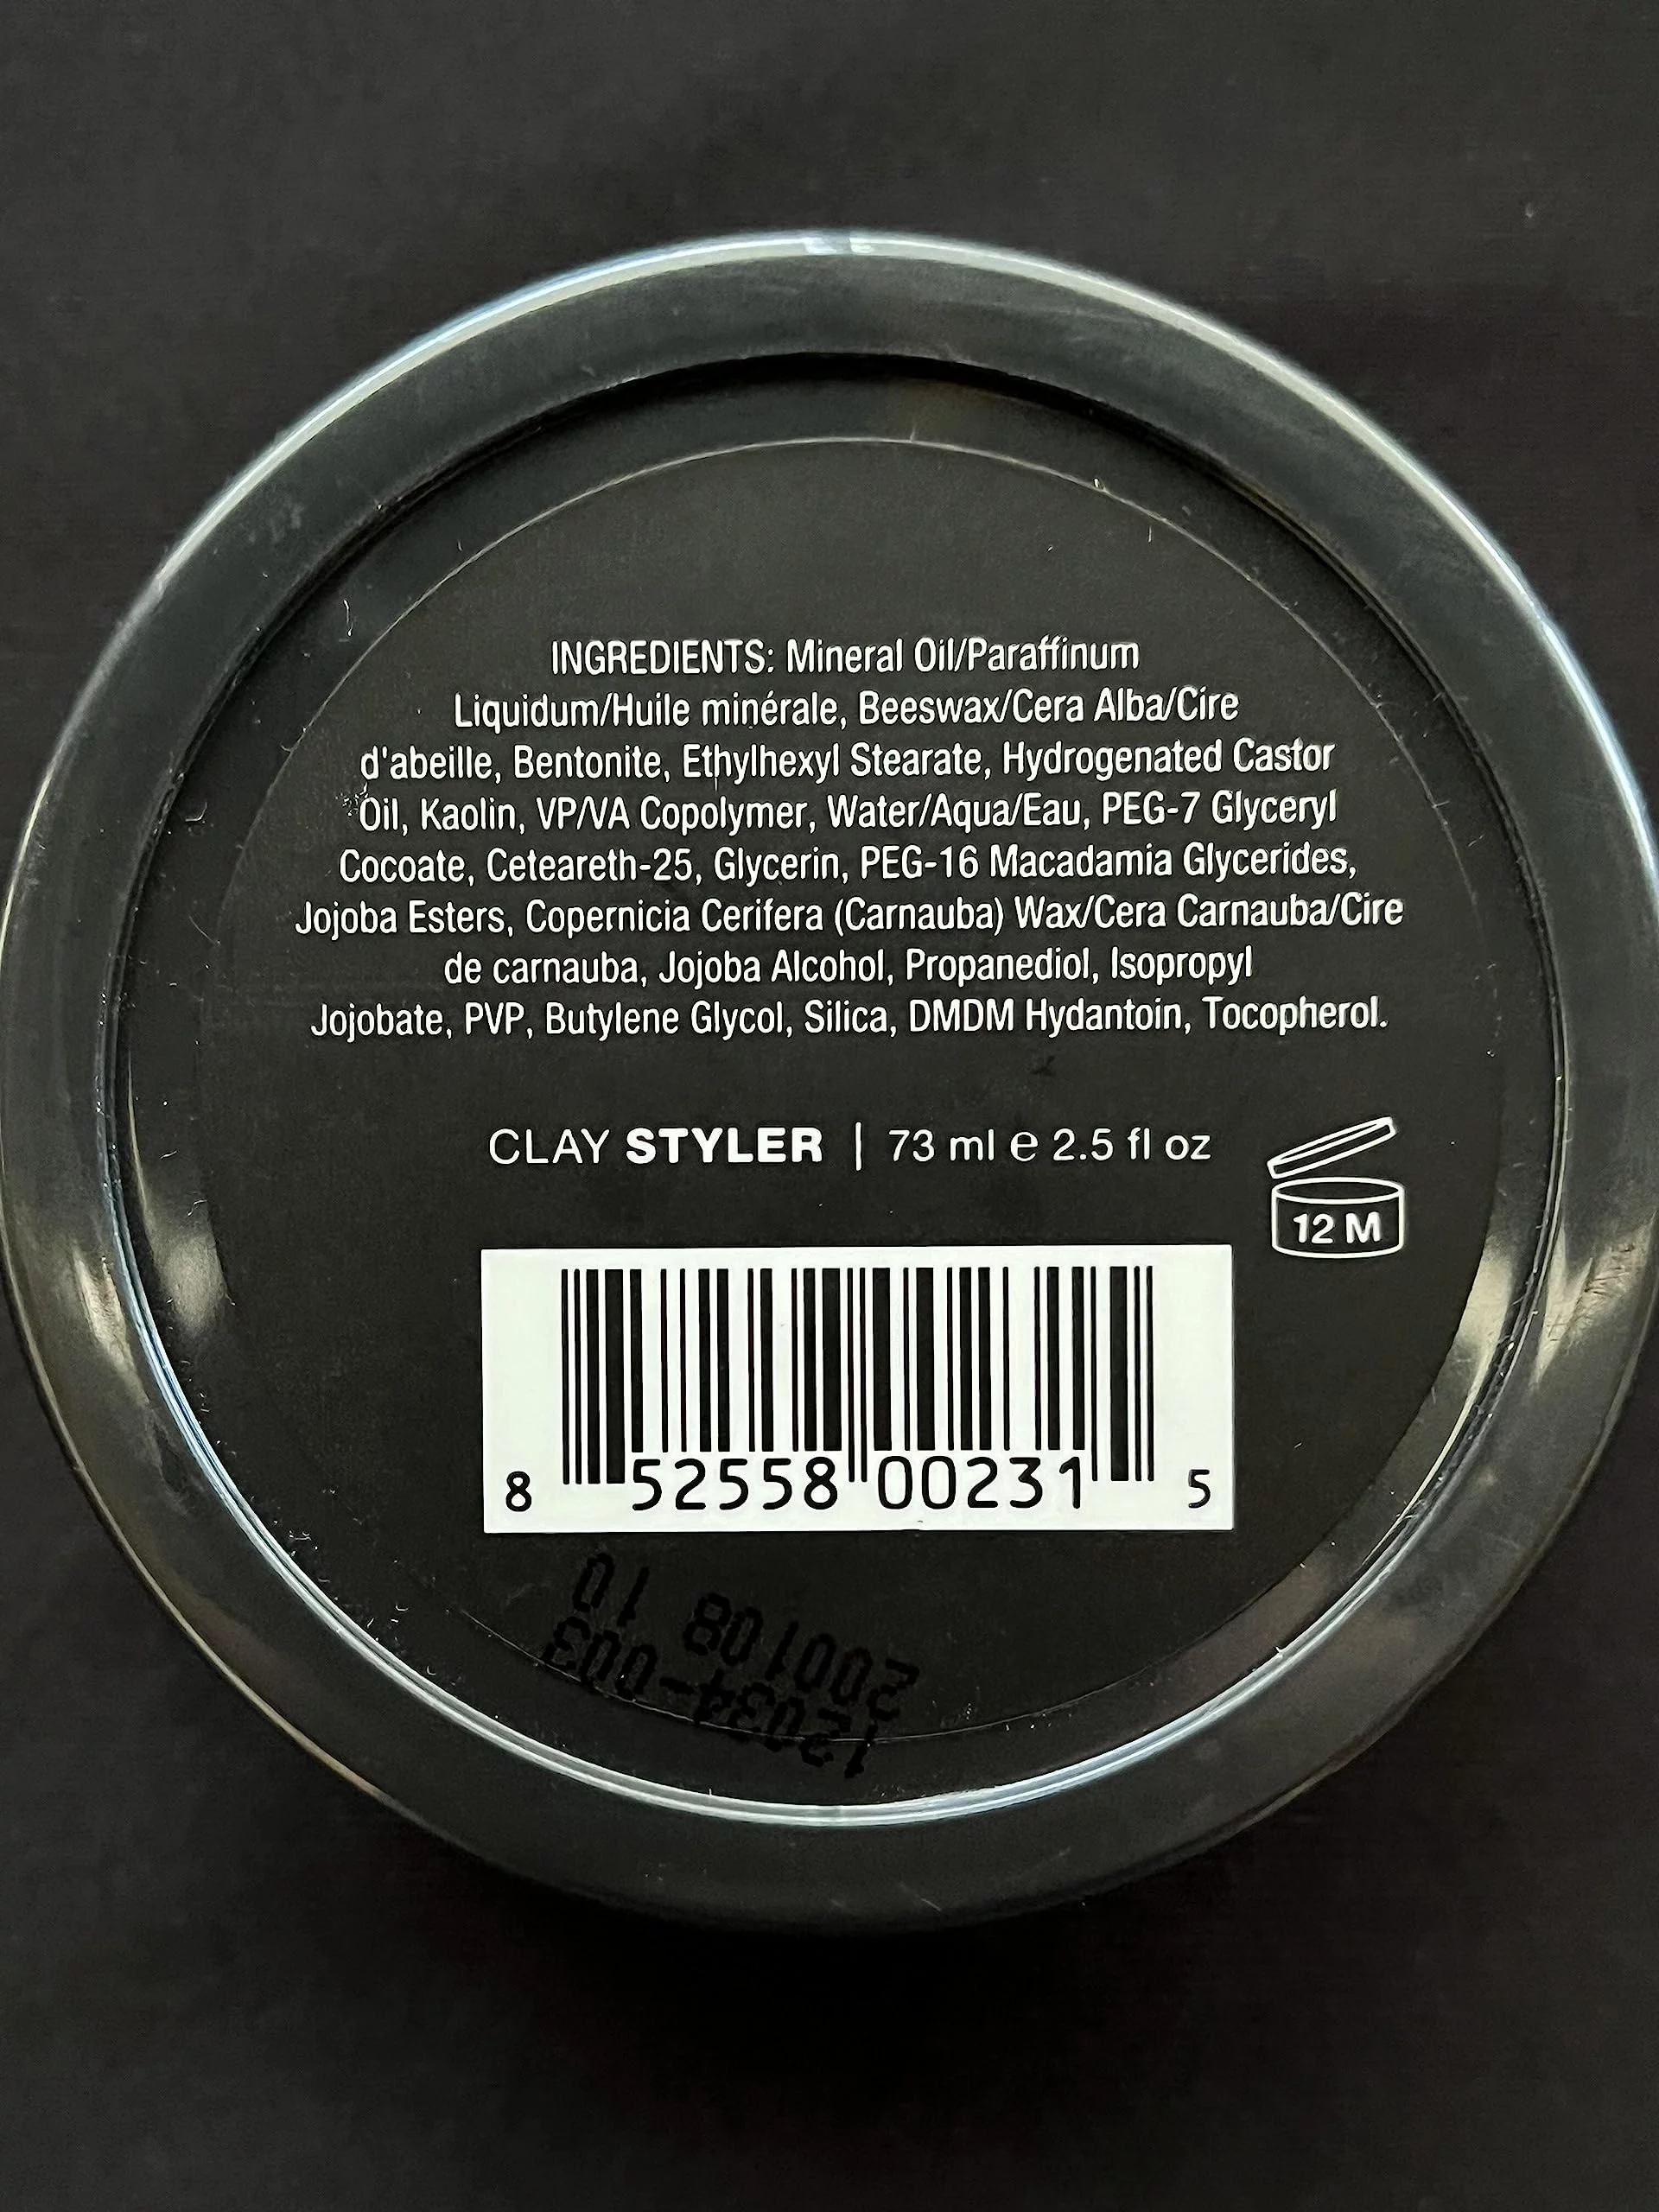 INGREDIENTS: Mineral Oil/Paraffinum
Liquidum/Huile minérale, Beeswax/Cera Alba/Cire
d'abeille, Bentonite, Ethylhexyl Stearate, Hydrogenated Castor
Oil, Kaolin, VP/VA Copolymer, Water/Aqua/Eau, PEG-7 Glyceryl
Cocoate, Ceteareth-25, Glycerin, PEG-16 Macadamia Glycerides,
Jojoba Esters, Copernicia Cerifera (Carnauba) Wax/Cera Carnauba/Cire
de carnauba, Jojoba Alcohol, Propanediol, Isopropyl
Jojobate, PVP, Butylene Glycol, Silica, DMDM Hydantoin, Tocopherol.
CLAY STYLER | 73 ml ℮ 2.5 fl oz
12 M
8 52558 00231 5
12034-003
200108 10